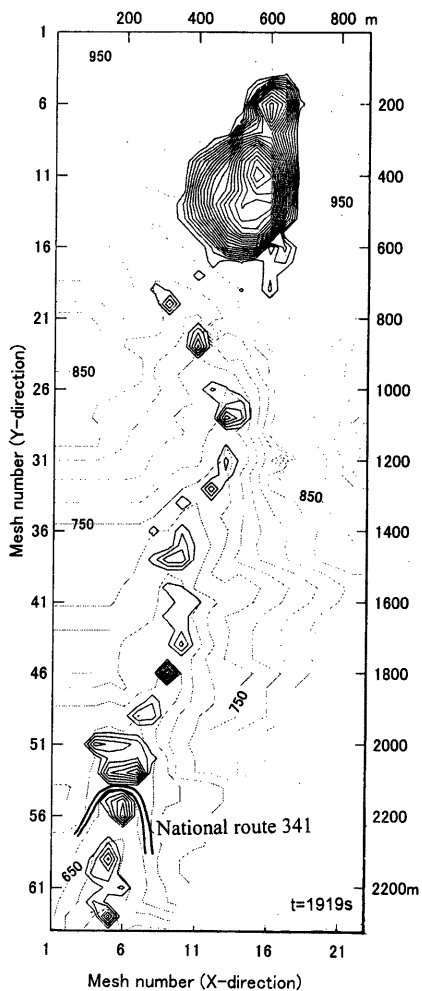 200 400 600 800 m
1
950
6 200
11 400
950
16 600
21 800
850
26 1000
31 1200
850
750
36 1400
41 1600
46 1800
750
51 2000
56 2200
National route 341
650
61 2200m
t=1919s
1 6 11 16 21
Mesh number (X-direction)
Mesh number (Y-direction)